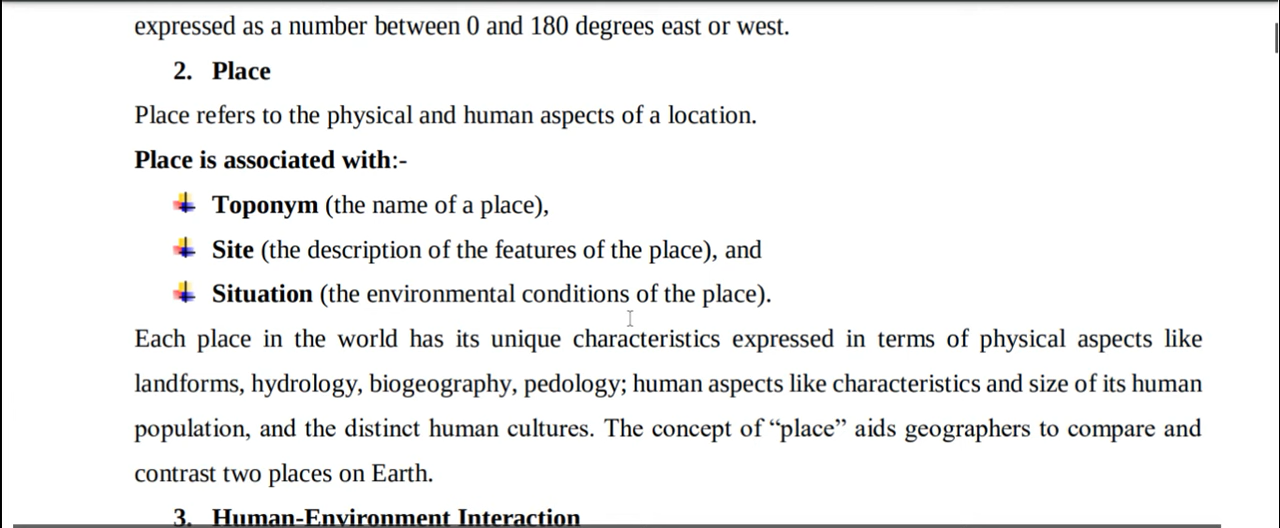 expressed as a number between 0 and 180 degrees east or west.
2. Place
Place refers to the physical and human aspects of a location.
Place is associated with:-
Toponym (the name of a place),
Site (the description of the features of the place), and
Situation (the environmental conditions of the place).
Each place in the world has its unique characteristics expressed in terms of physical aspects like
landforms, hydrology, biogeography, pedology; human aspects like characteristics and size of its human
population, and the distinct human cultures. The concept of “place” aids geographers to compare and
contrast two places on Earth.
3. Human-Environment Interaction